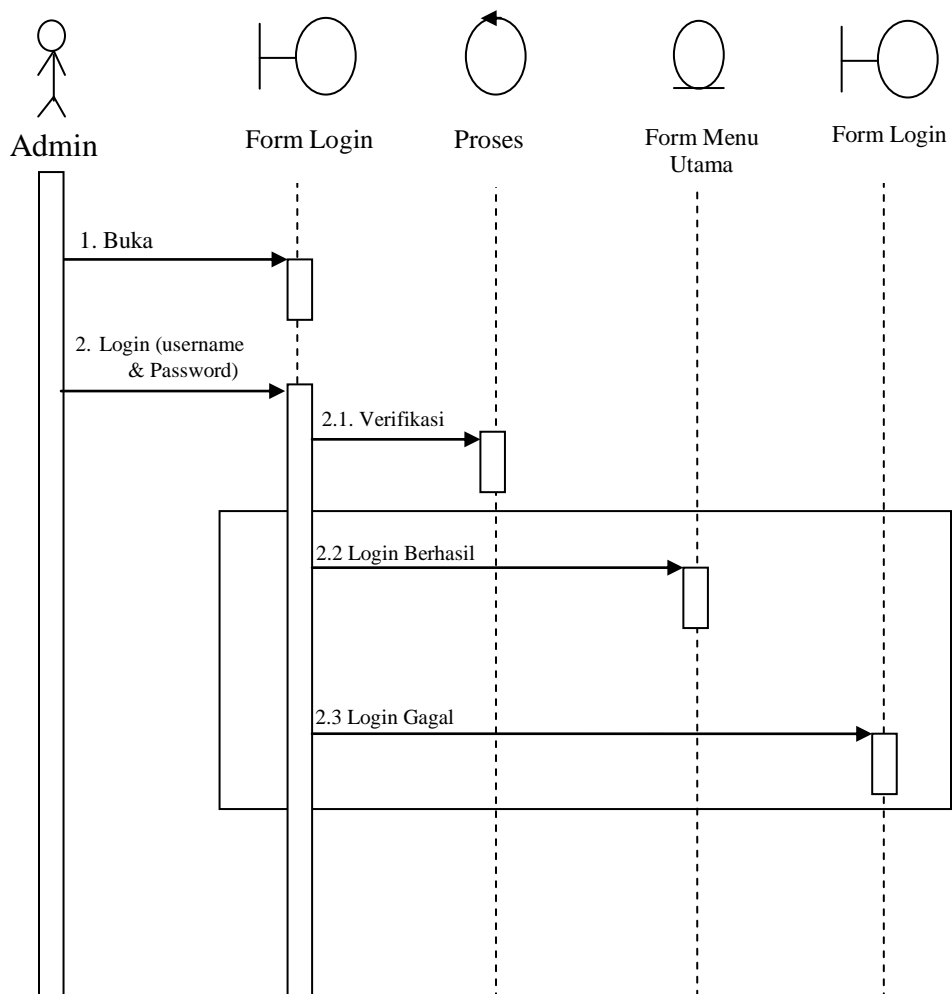 Admin
Form Login
Proses
Form Menu
Utama
Form Login
1. Buka
2. Login (username
& Password)
2.1. Verifikasi
2.2 Login Berhasil
2.3 Login Gagal